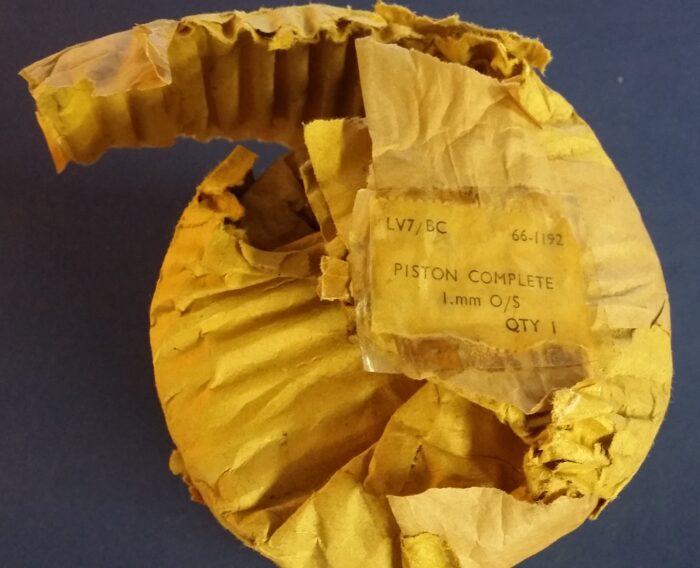 LV7/BC 66-1192
PISTON COMPLETE
1.mm O/S
QTY 1